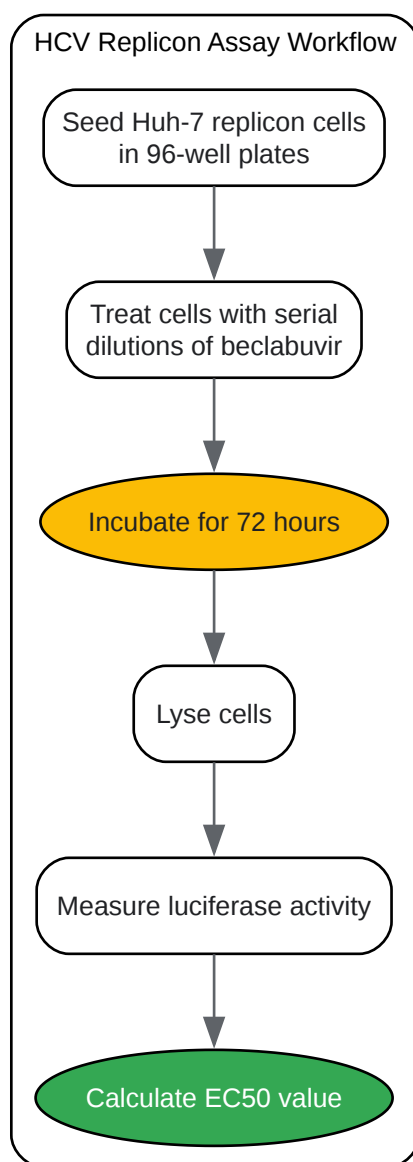 HCV Replicon Assay Workflow
Seed Huh-7 replicon cells
in 96-well plates
Treat cells with serial
dilutions of beclabuvir
Incubate for 72 hours
Lyse cells
Measure luciferase activity
Calculate EC50 value